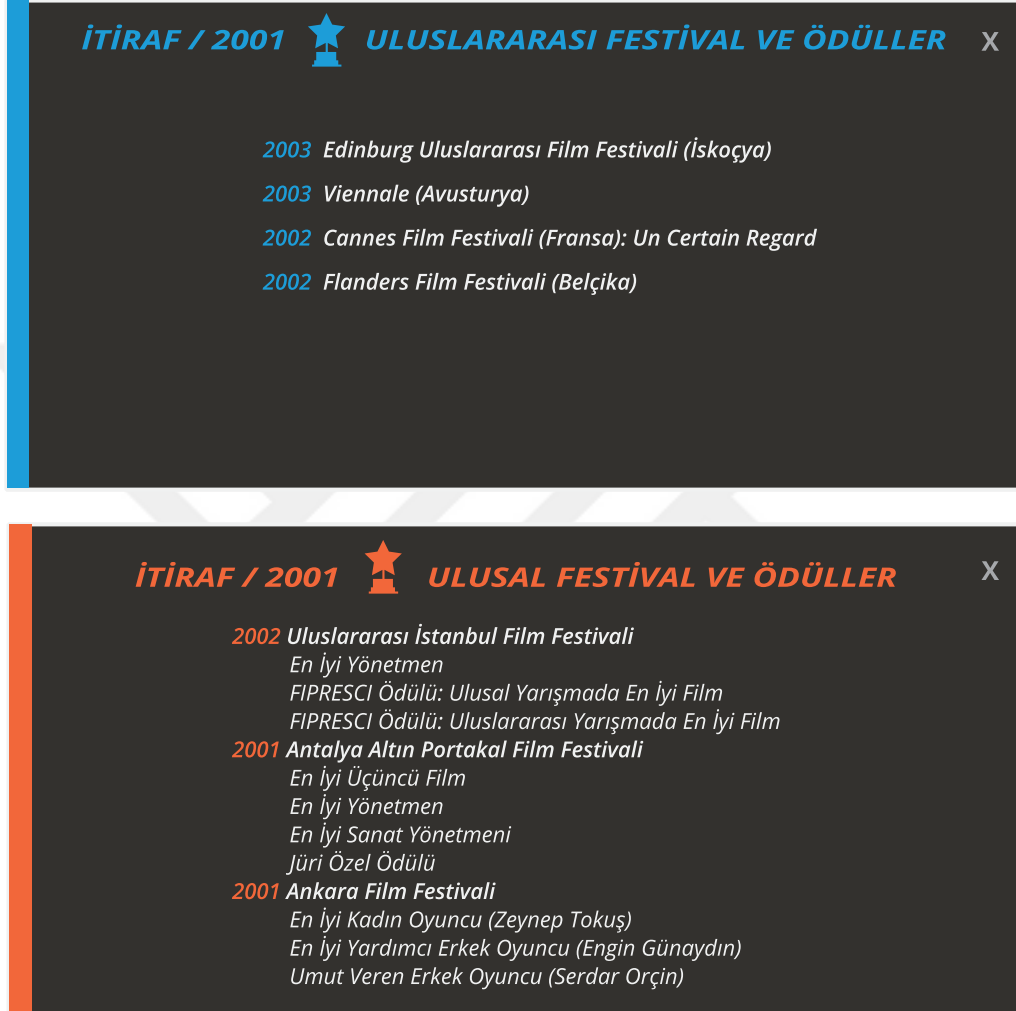 İTİRAF / 2001 ULUSLARARASI FESTİVAL VE ÖDÜLLER X
2003 Edinburg Uluslararası Film Festivali (İskoçya)
2003 Viennale (Avusturya)
2002 Cannes Film Festivali (Fransa): Un Certain Regard
2002 Flanders Film Festivali (Belçika)
İTİRAF / 2001 ULUSAL FESTİVAL VE ÖDÜLLER X
2002 Uluslararası İstanbul Film Festivali
En İyi Yönetmen
FIPRESCI Ödülü: Ulusal Yarışmada En İyi Film
FIPRESCI Ödülü: Uluslararası Yarışmada En İyi Film
2001 Antalya Altın Portakal Film Festivali
En İyi Üçüncü Film
En İyi Yönetmen
En İyi Sanat Yönetmeni
Jüri Özel Ödülü
2001 Ankara Film Festivali
En İyi Kadın Oyuncu (Zeynep Tokuş)
En İyi Yardımcı Erkek Oyuncu (Engin Günaydın)
Umut Veren Erkek Oyuncu (Serdar Orçin)